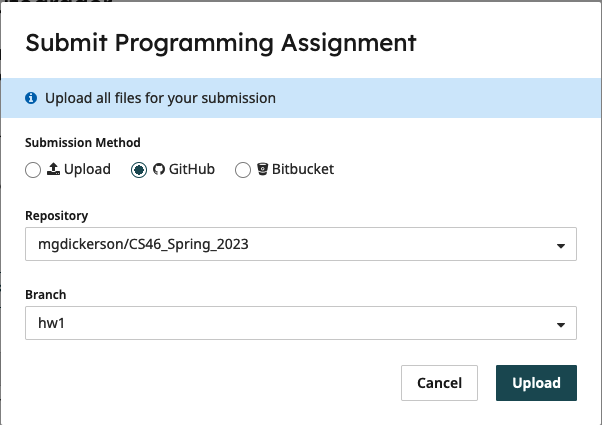 Submit Programming Assignment
Upload all files for your submission
Submission Method
Upload GitHub Bitbucket
Repository
mgdickerson/CS46_Spring_2023
Branch
hw1
Cancel Upload